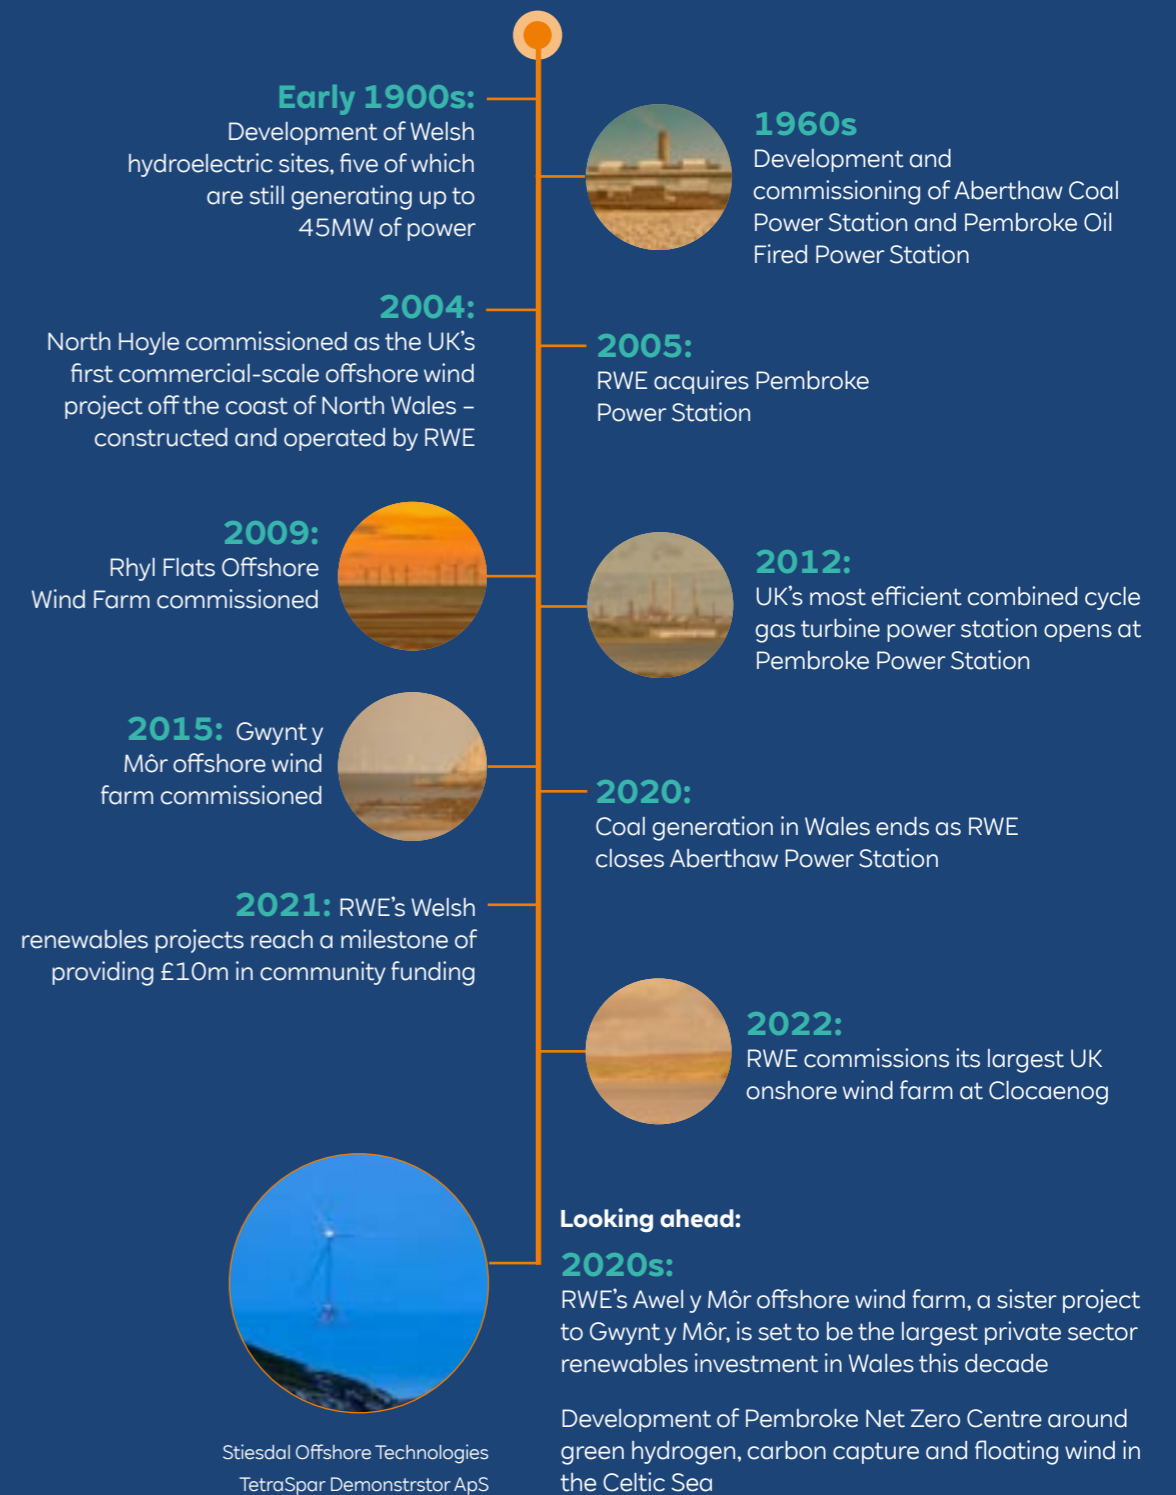 Early 1900s:
Development of Welsh
hydroelectric sites, five of which
are still generating up to
45MW of power
1960s
Development and
commissioning of Aberthaw Coal
Power Station and Pembroke Oil
Fired Power Station
2004:
North Hoyle commissioned as the UK's
first commercial-scale offshore wind
project off the coast of North Wales –
constructed and operated by RWE
2005:
RWE acquires Pembroke
Power Station
2009:
Rhyl Flats Offshore
Wind Farm commissioned
2012:
UK's most efficient combined cycle
gas turbine power station opens at
Pembroke Power Station
2015: Gwynt y
Môr offshore wind
farm commissioned
2020:
Coal generation in Wales ends as RWE
closes Aberthaw Power Station
2021: RWE's Welsh
renewables projects reach a milestone of
providing £10m in community funding
2022:
RWE commissions its largest UK
onshore wind farm at Clocaenog
Looking ahead:
2020s:
RWE's Awel y Môr offshore wind farm, a sister project
to Gwynt y Môr, is set to be the largest private sector
renewables investment in Wales this decade
Development of Pembroke Net Zero Centre around
green hydrogen, carbon capture and floating wind in
the Celtic Sea
Stiesdal Offshore Technologies
TetraSpar Demonstrstor ApS